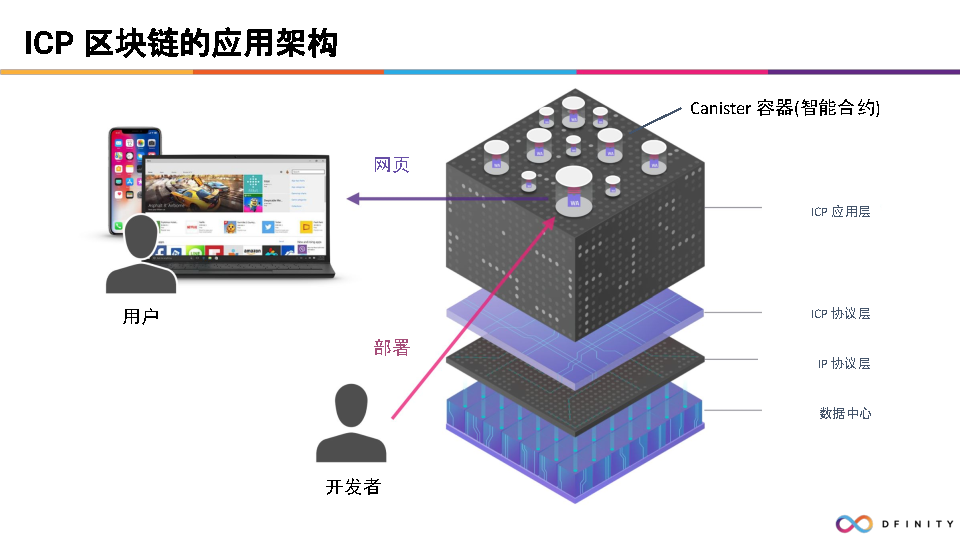 ICP 区块链的应用架构
Canister 容器(智能合约)
网页
ICP 应用层
用户
ICP 协议层
部署
IP 协议层
数据中心
开发者
DFINITY